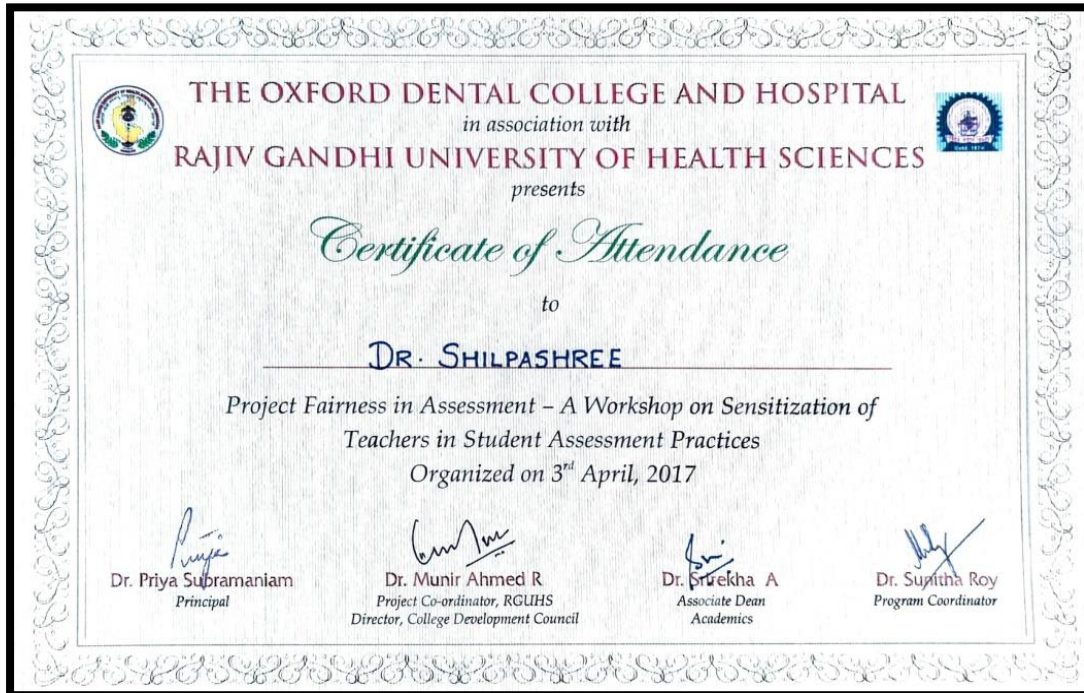 THE OXFORD DENTAL COLLEGE AND HOSPITAL
in association with
RAJIV GANDHI UNIVERSITY OF HEALTH SCIENCES
presents
Certificate of Attendance
to
DR. SHILPASHREE
Project Fairness in Assessment – A Workshop on Sensitization of
Teachers in Student Assessment Practices
Organized on 3rd April, 2017
Dr. Priya Subramaniam
Principal
Dr. Munir Ahmed R
Project Co-ordinator, RGUHS
Director, College Development Council
Dr. Srirekha A
Associate Dean
Academics
Dr. Sunitha Roy
Program Coordinator